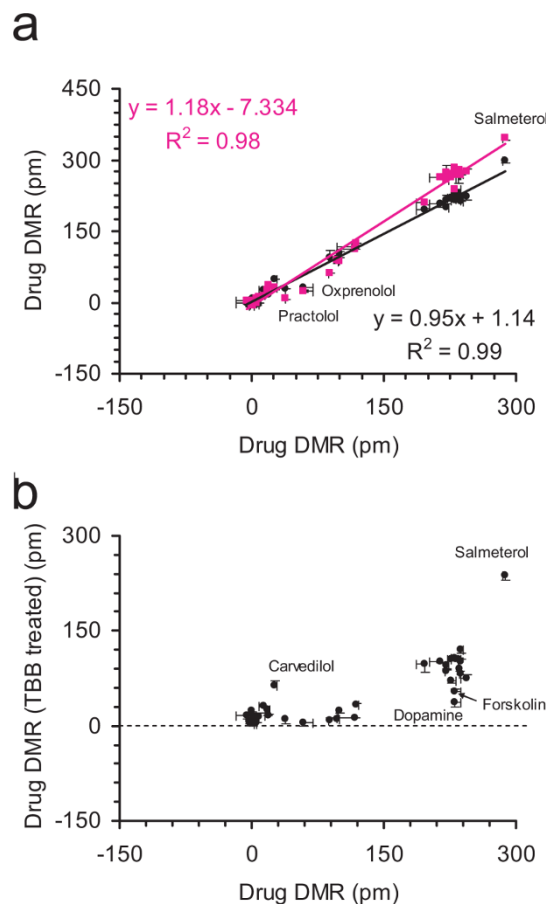 a
450
300
150
0
-150
Drug DMR (pm)
y = 1.18x - 7.334
R² = 0.98
Salmeterol
Oxprenolol
Practolol
y = 0.95x + 1.14
R² = 0.99
-150
0
150
300
Drug DMR (pm)
b
300
150
0
-150
Drug DMR (TBB treated) (pm)
Salmeterol
Carvedilol
Forskolin
Dopamine
-150
0
150
300
Drug DMR (pm)